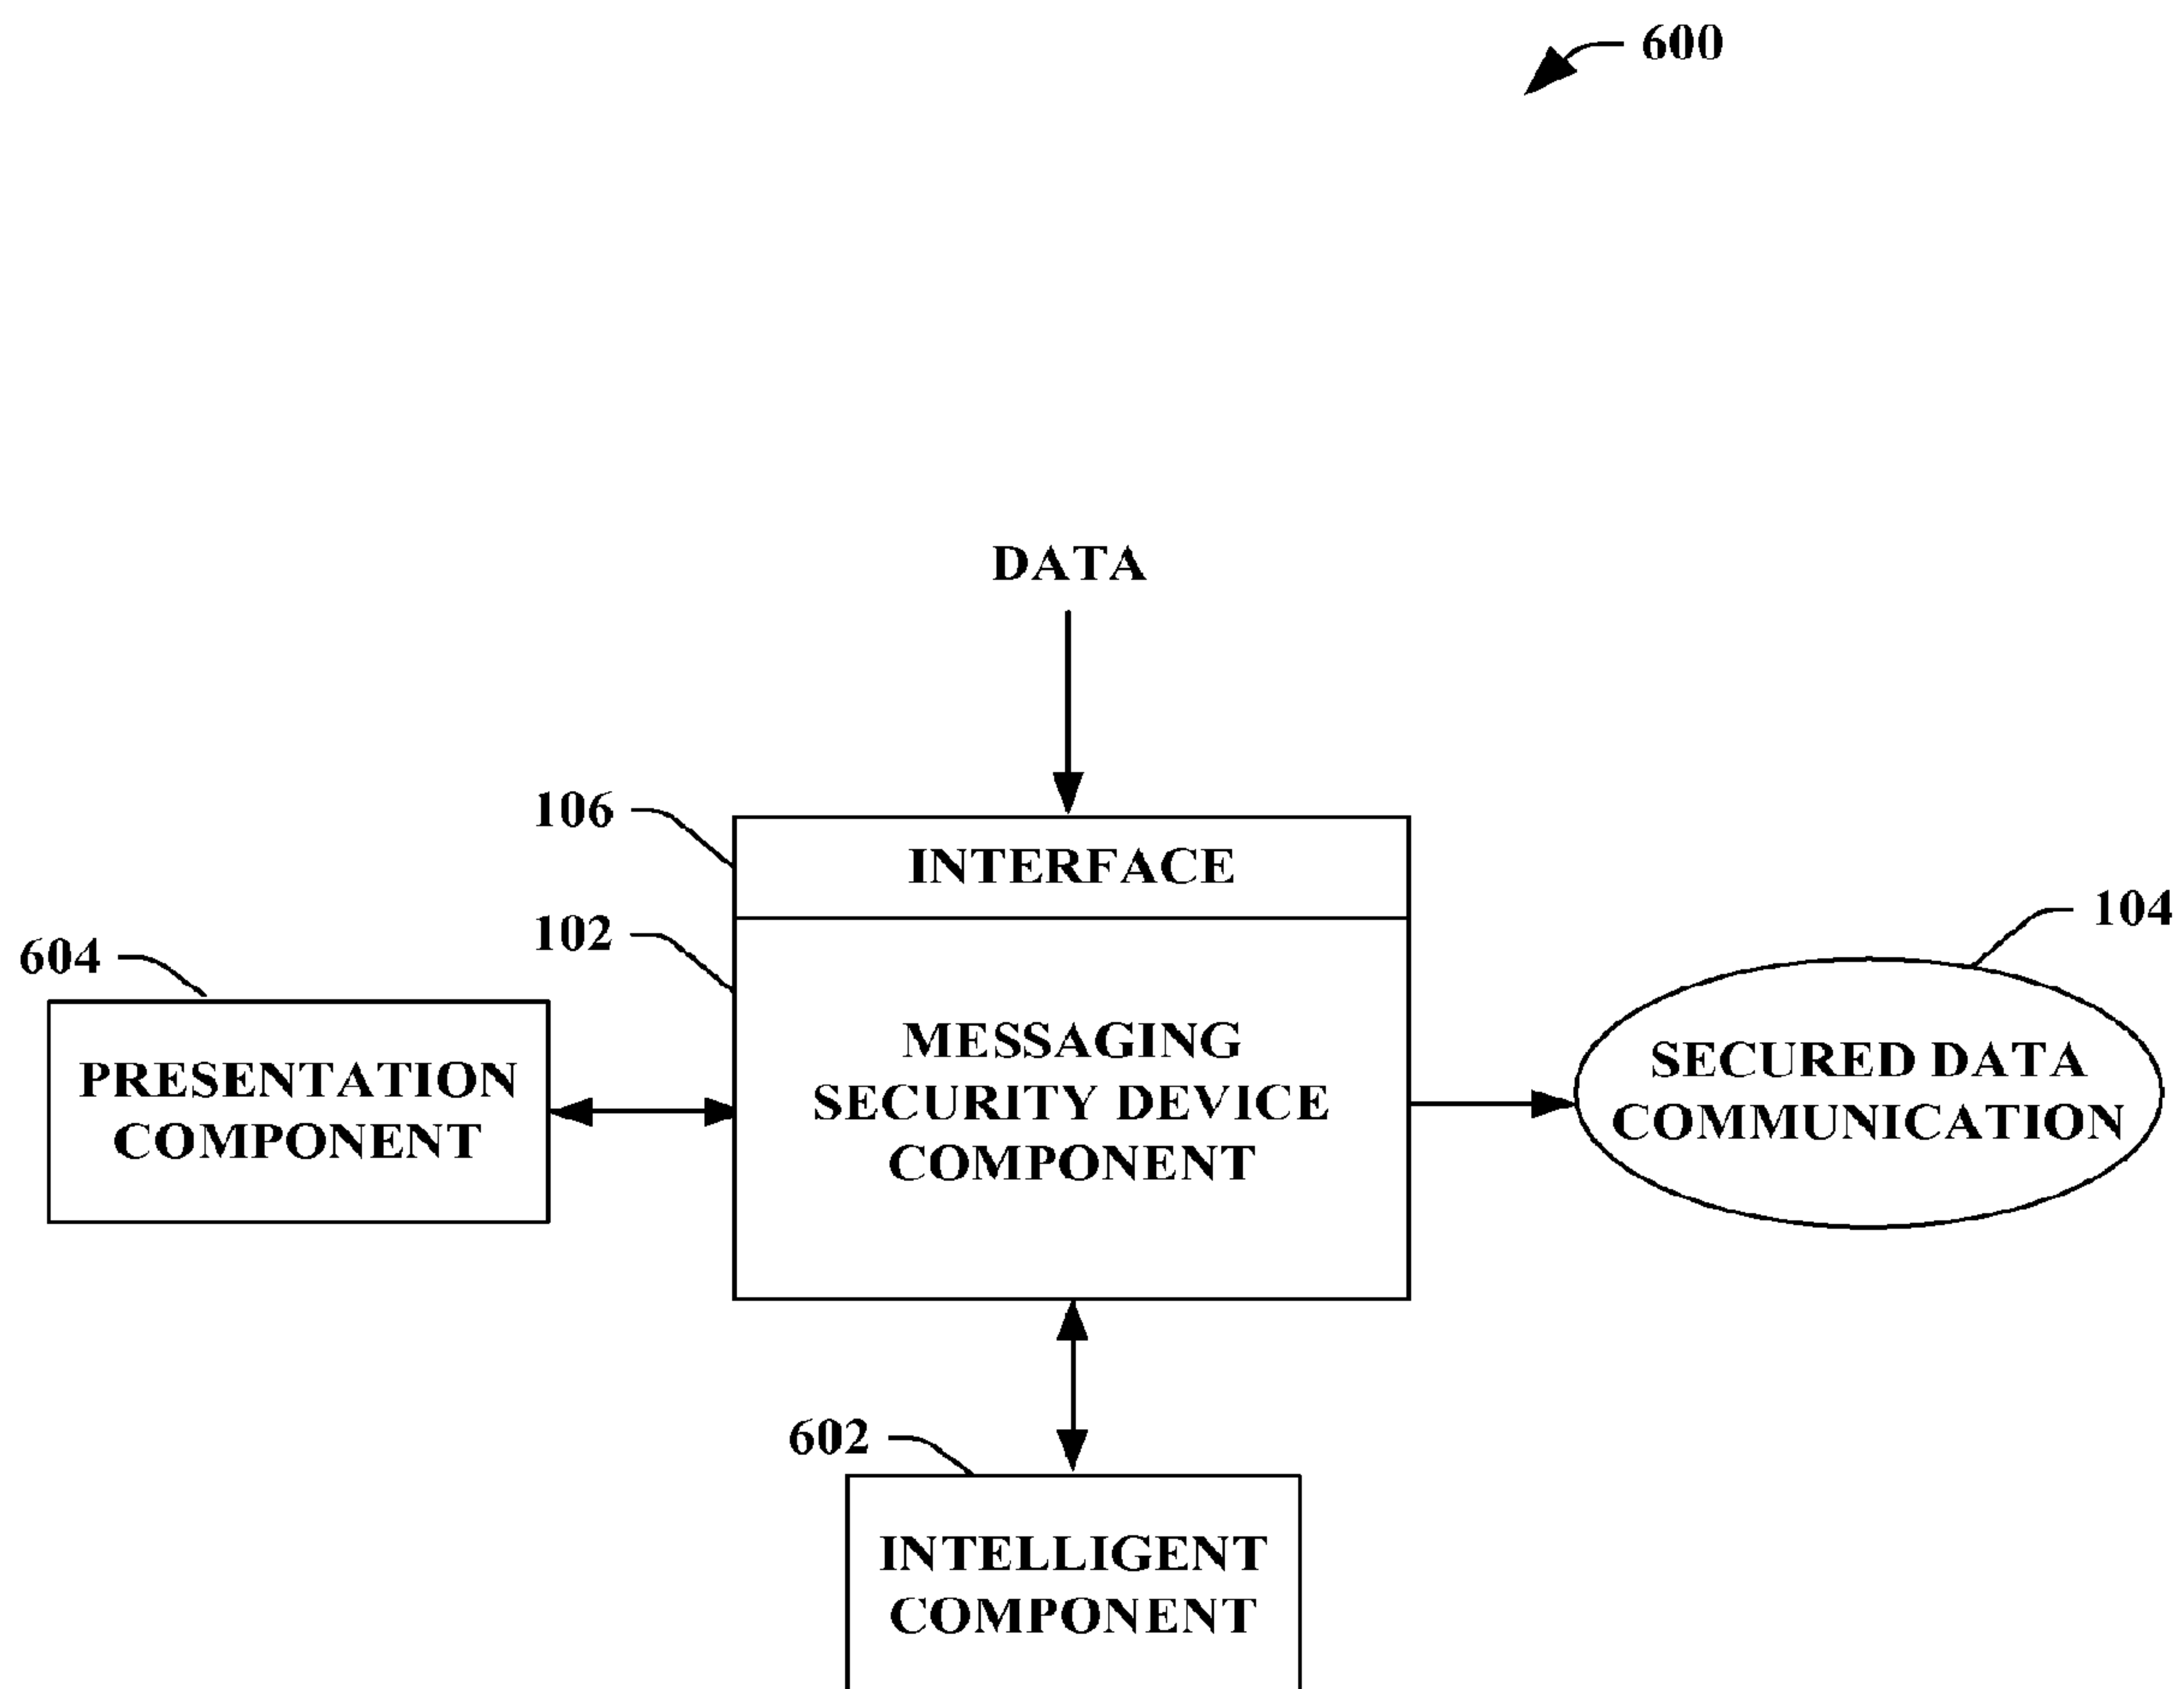 600
DATA
106
INTERFACE
102
104
604
MESSAGING
SECURITY DEVICE
COMPONENT
PRESENTATION
COMPONENT
SECURED DATA
COMMUNICATION
602
INTELLIGENT
COMPONENT